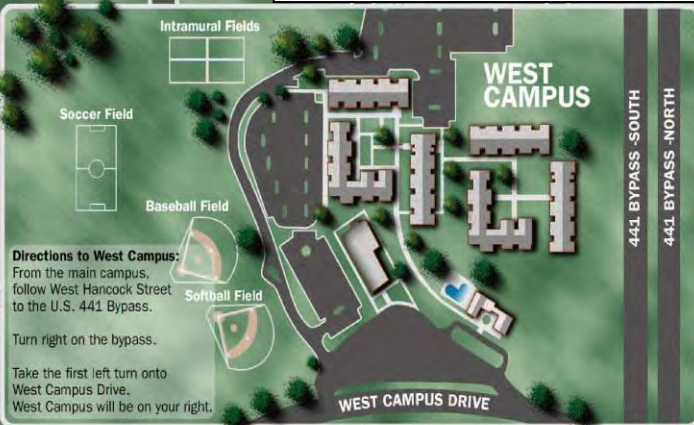 Intramural Fields
WEST
CAMPUS
Soccer Field
441 BYPASS -SOUTH
441 BYPASS -NORTH
Baseball Field
Directions to West Campus:
From the main campus,
follow West Hancock Street
to the U.S. 441 Bypass.
Softball Field
Turn right on the bypass.
Take the first left turn onto
West Campus Drive.
West Campus will be on your right.
WEST CAMPUS DRIVE